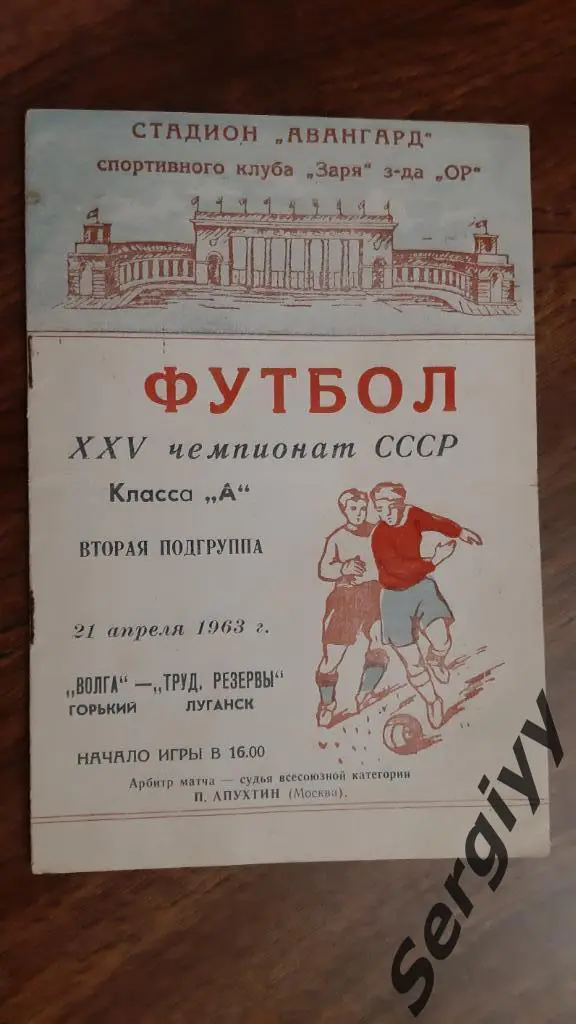 СТАДИОН „АВАНГАРД“
спортивного клуба „Заря“ з-да „ОР“
ФУТБОЛ
XXV чемпионат СССР
Класса „А“
ВТОРАЯ ПОДГРУППА
21 апреля 1963 г.
„ВОЛГА“ — „ТРУД. РЕЗЕРВЫ“
ГОРЬКИЙ ЛУГАНСК
НАЧАЛО ИГРЫ В 16.00
Арбитр матча — судья всесоюзной категории
П. АПУХТИН (Москва).
Sergivy